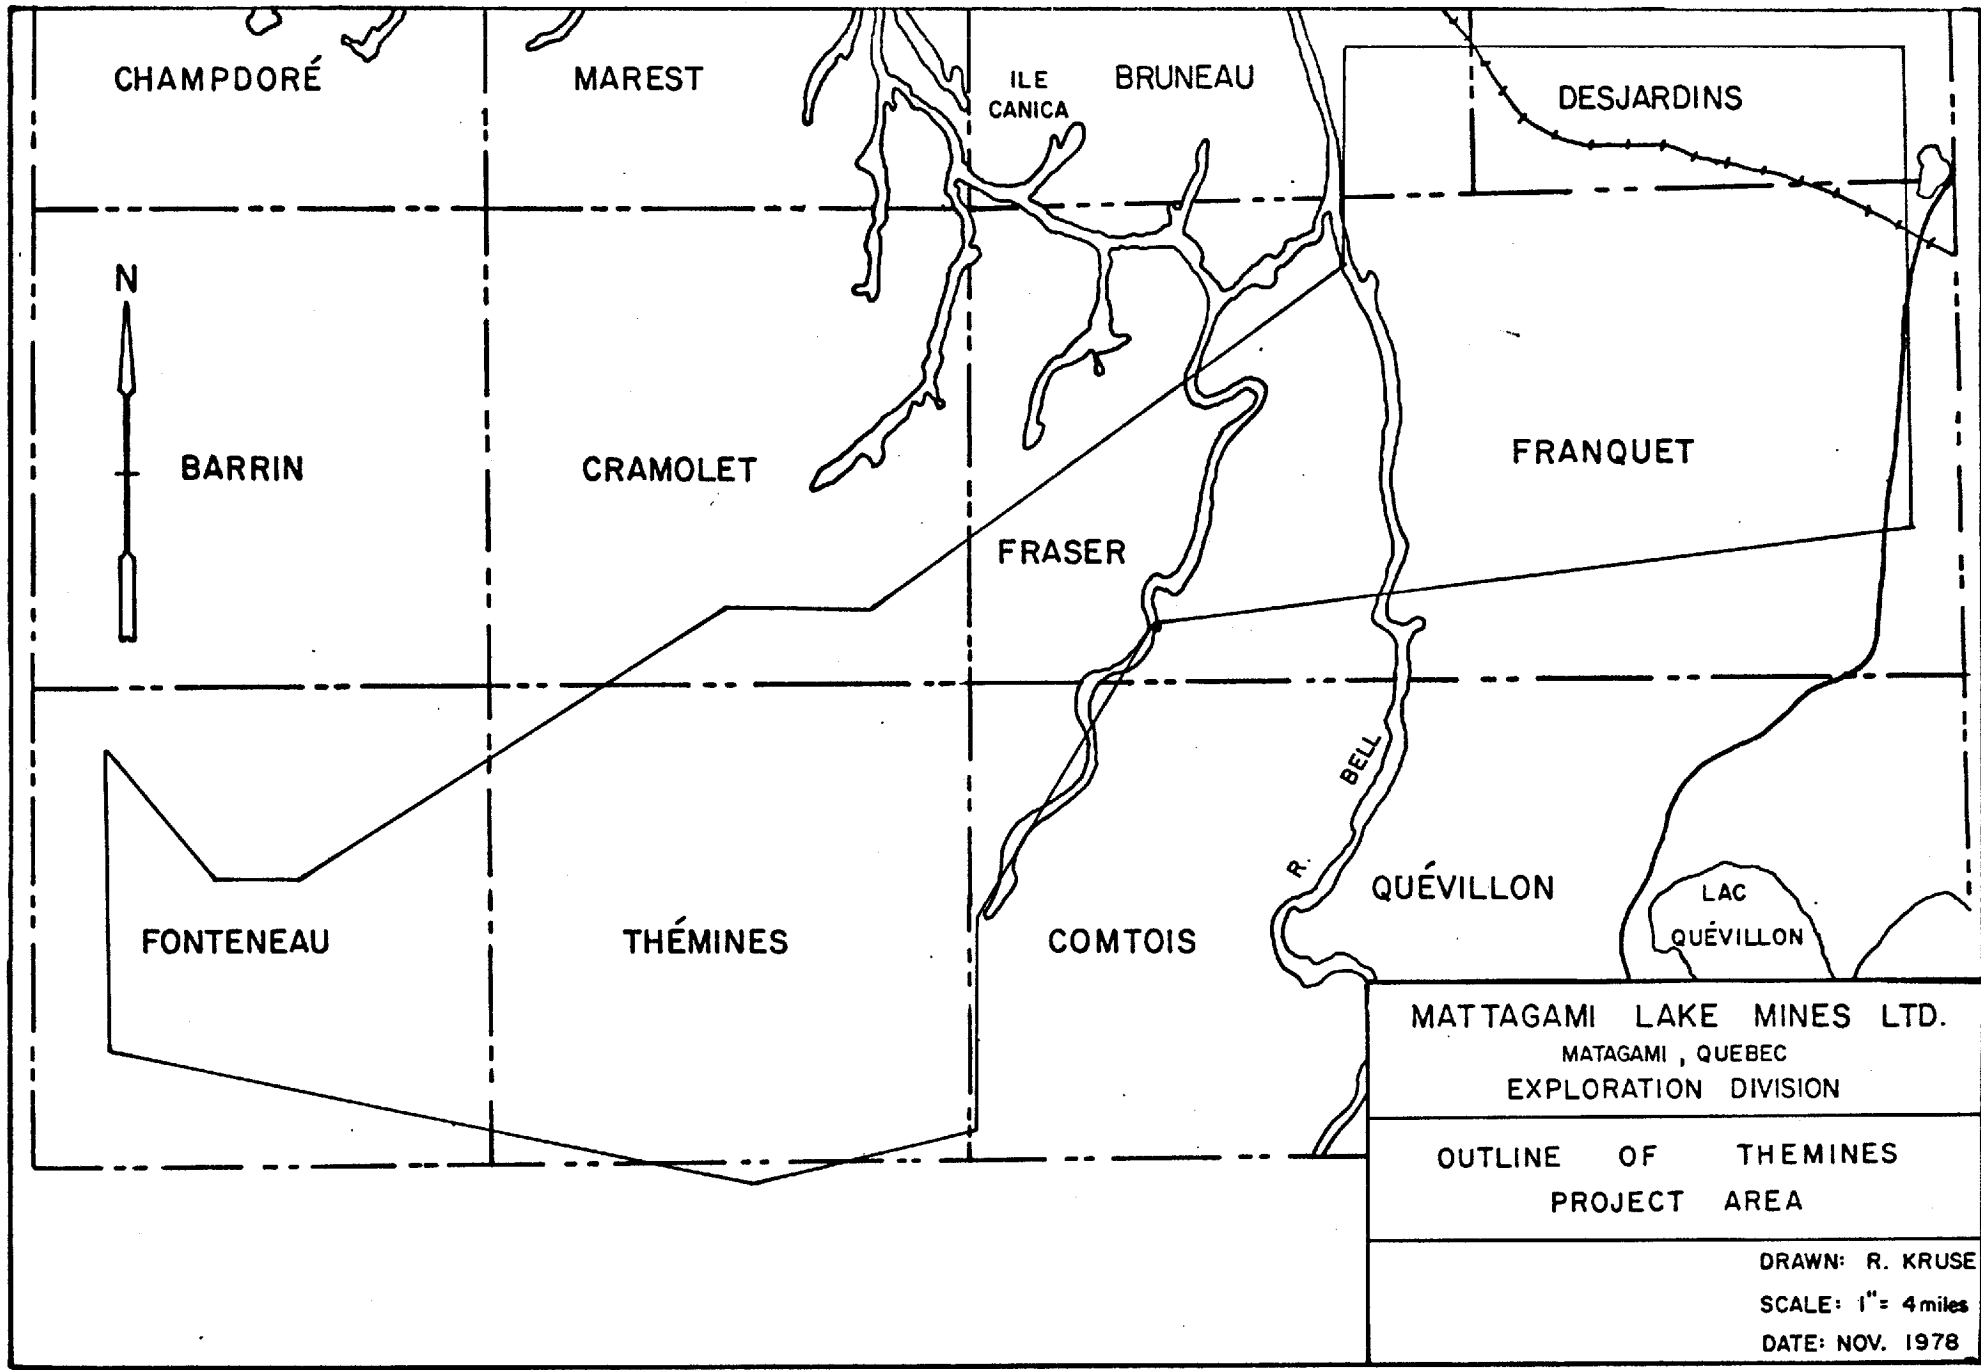 CHAMPDORÉ
MAREST
ILE
CANICA
BRUNEAU
DESJARDINS
N
BARRIN
CRAMOLET
FRANQUET
FRASER
BELL
R.
QUÉVILLON
LAC
QUÉVILLON
FONTENEAU
THÉMINES
COMTOIS
MATTAGAMI LAKE MINES LTD.
MATAGAMI, QUEBEC
EXPLORATION DIVISION
OUTLINE OF THEMINES
PROJECT AREA
DRAWN: R. KRUSE
SCALE: 1" = 4 miles
DATE: NOV. 1978